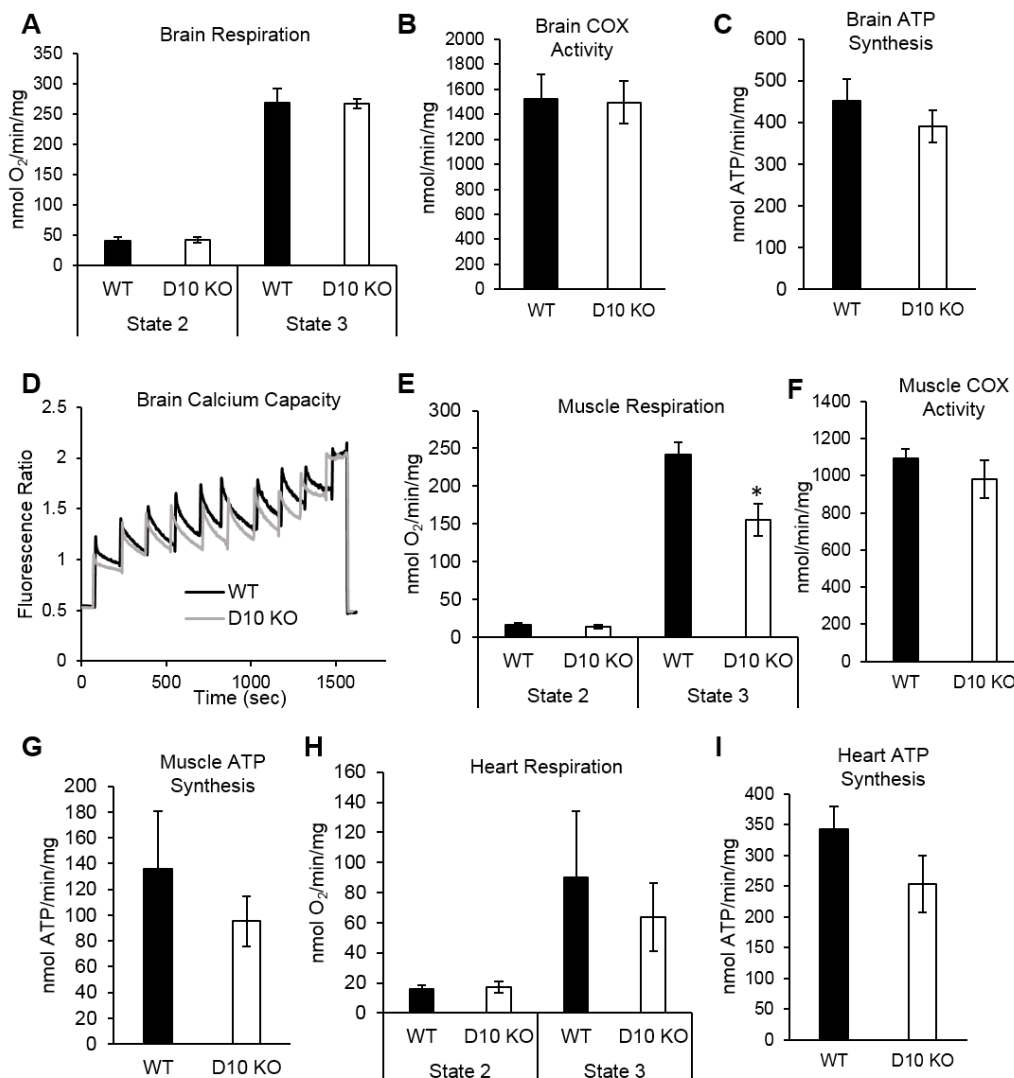 A
Brain Respiration
nmol O₂/min/mg
350
300
250
200
150
100
50
0
WT D10 KO WT D10 KO
State 2 State 3
B
Brain COX
Activity
nmol/min/mg
2000
1800
1600
1400
1200
1000
800
600
400
200
0
WT D10 KO
C
Brain ATP
Synthesis
nmol ATP/min/mg
600
500
400
300
200
100
0
WT D10 KO
D
Brain Calcium Capacity
Fluorescence Ratio
2.5
2
1.5
1
0.5
0
WT
D10 KO
0 500 1000 1500
Time (sec)
E
Muscle Respiration
nmol O₂/min/mg
300
250
200
150
100
50
0
*
WT D10 KO WT D10 KO
State 2 State 3
F
Muscle COX
Activity
nmol/min/mg
1200
1000
800
600
400
200
0
WT D10 KO
G
Muscle ATP
Synthesis
nmol ATP/min/mg
200
180
160
140
120
100
80
60
40
20
0
WT D10 KO
H
Heart Respiration
nmol O₂/min/mg
160
140
120
100
80
60
40
20
0
WT D10 KO WT D10 KO
State 2 State 3
I
Heart ATP
Synthesis
nmol ATP/min/mg
400
350
300
250
200
150
100
50
0
WT D10 KO